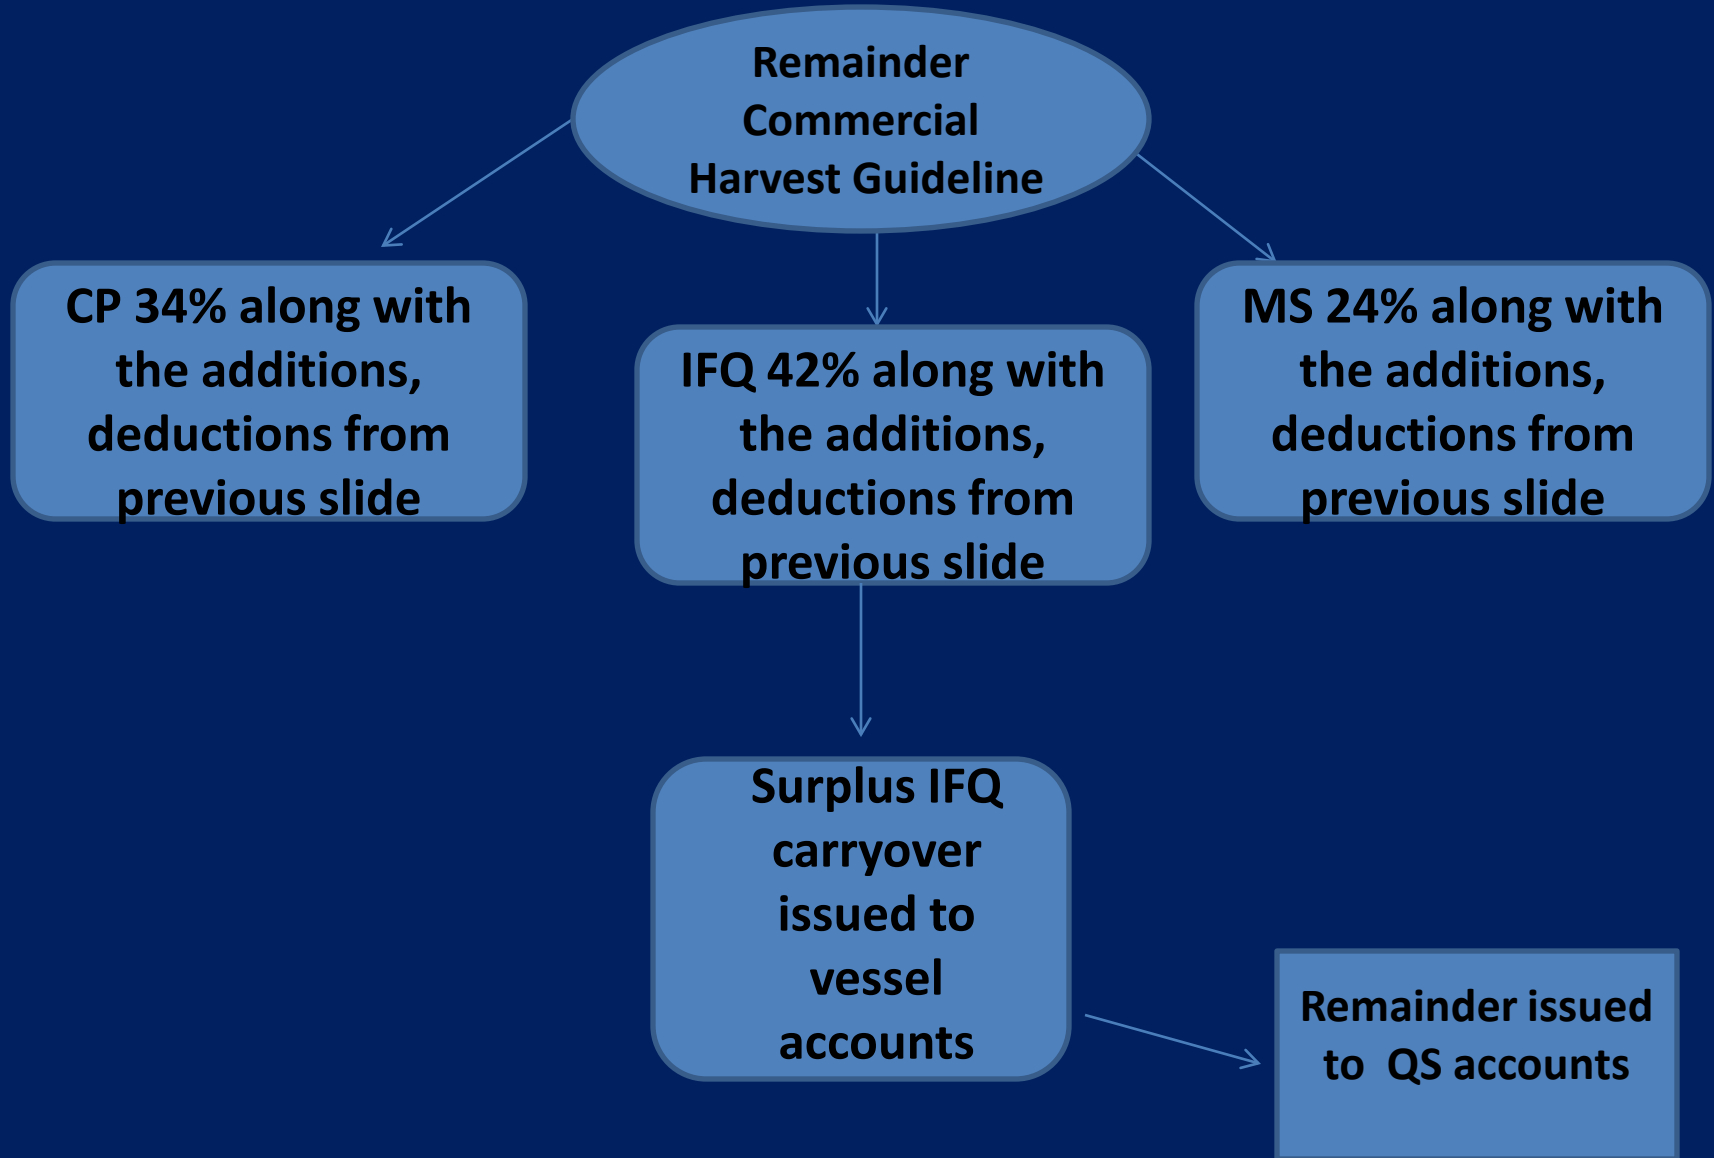 Remainder
Commercial
Harvest Guideline
CP 34% along with
the additions,
deductions from
previous slide
IFQ 42% along with
the additions,
deductions from
previous slide
MS 24% along with
the additions,
deductions from
previous slide
Surplus IFQ
carryover
issued to
vessel
accounts
Remainder issued
to QS accounts